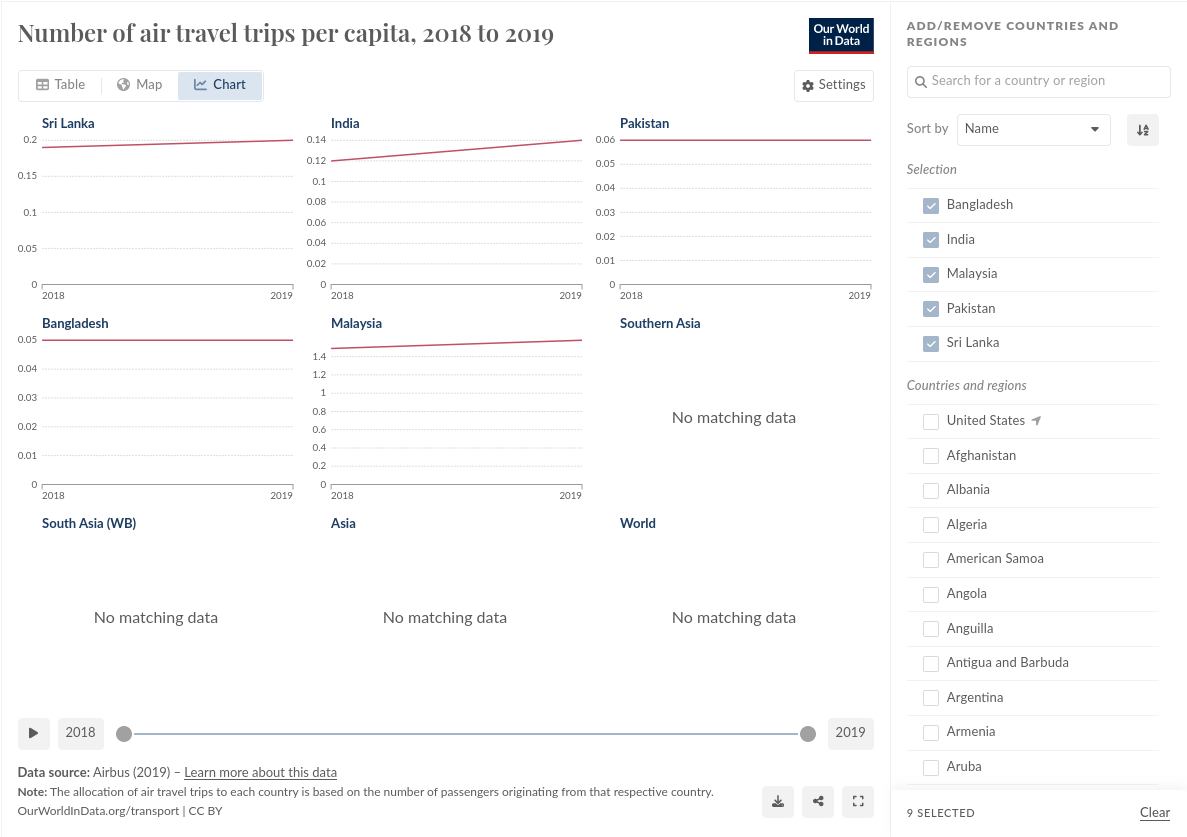 Number of air travel trips per capita, 2018 to 2019
Our World
in Data
Table
Map
Chart
Settings
Sri Lanka
0.2
0.15
0.1
0.05
0
2018
2019
India
0.14
0.12
0.1
0.08
0.06
0.04
0.02
0
2018
2019
Pakistan
0.06
0.05
0.04
0.03
0.02
0.01
0
2018
2019
Bangladesh
0.05
0.04
0.03
0.02
0.01
0
2018
2019
Malaysia
1.4
1.2
1
0.8
0.6
0.4
0.2
0
2018
2019
Southern Asia
No matching data
South Asia (WB)
No matching data
Asia
No matching data
World
No matching data
2018
2019
Data source: Airbus (2019) – Learn more about this data
Note: The allocation of air travel trips to each country is based on the number of passengers originating from that respective country.
OurWorldInData.org/transport | CC BY
ADD/REMOVE COUNTRIES AND
REGIONS
Search for a country or region
Sort by
Name
Selection
Bangladesh
India
Malaysia
Pakistan
Sri Lanka
Countries and regions
United States
Afghanistan
Albania
Algeria
American Samoa
Angola
Anguilla
Antigua and Barbuda
Argentina
Armenia
Aruba
9 SELECTED
Clear